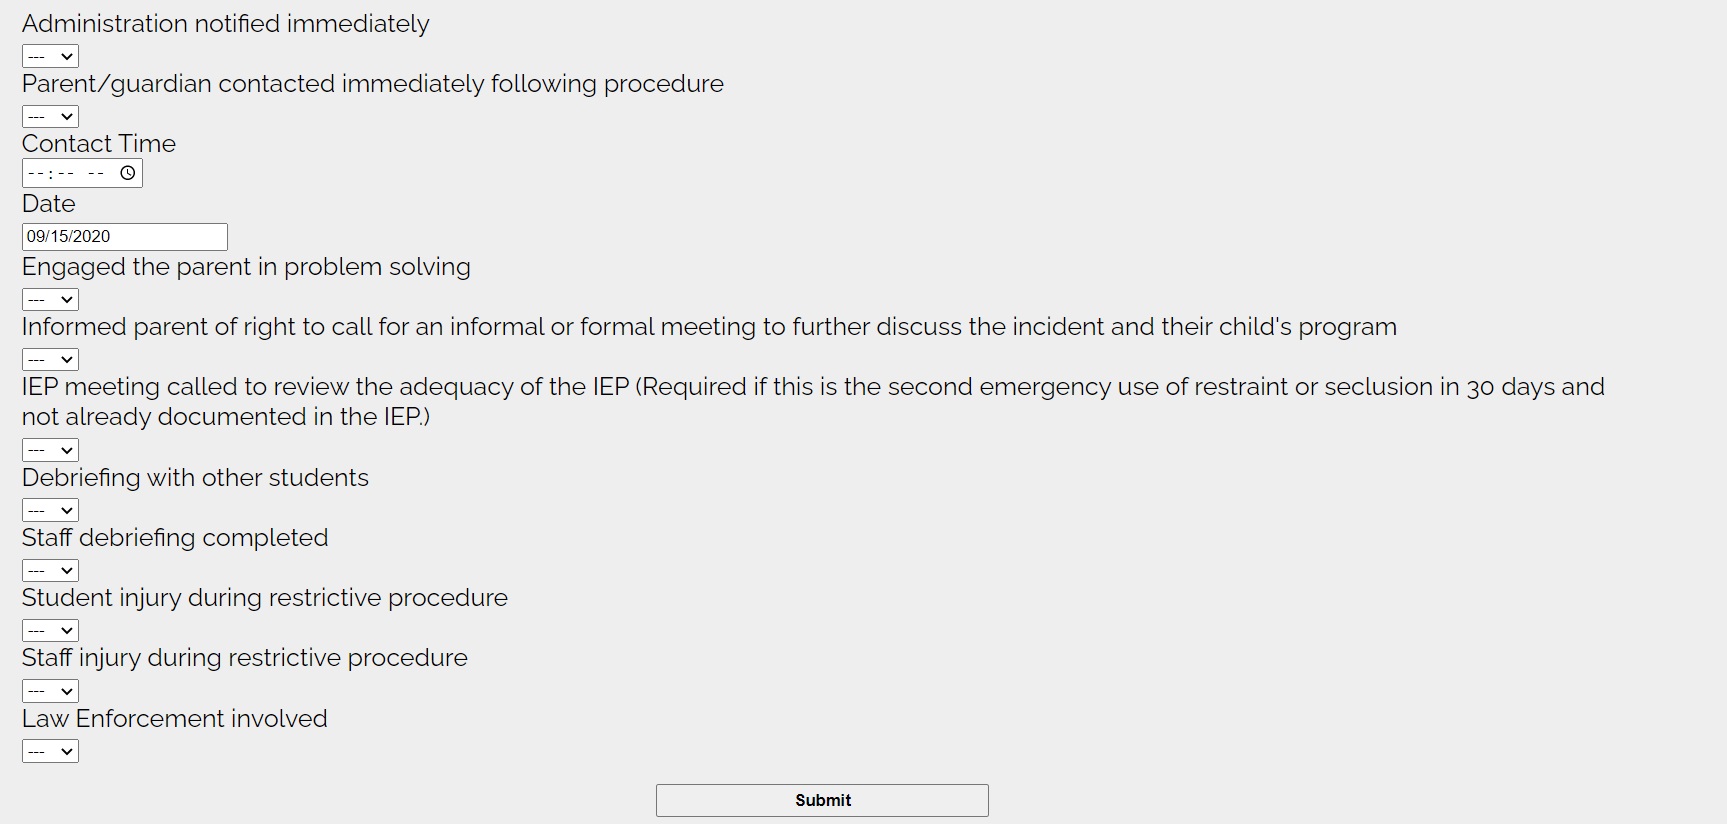 Administration notified immediately
---
Parent/guardian contacted immediately following procedure
---
Contact Time
--:-- --
Date
09/15/2020
Engaged the parent in problem solving
---
Informed parent of right to call for an informal or formal meeting to further discuss the incident and their child's program
---
IEP meeting called to review the adequacy of the IEP (Required if this is the second emergency use of restraint or seclusion in 30 days and
not already documented in the IEP.)
---
Debriefing with other students
---
Staff debriefing completed
---
Student injury during restrictive procedure
---
Staff injury during restrictive procedure
---
Law Enforcement involved
---
Submit